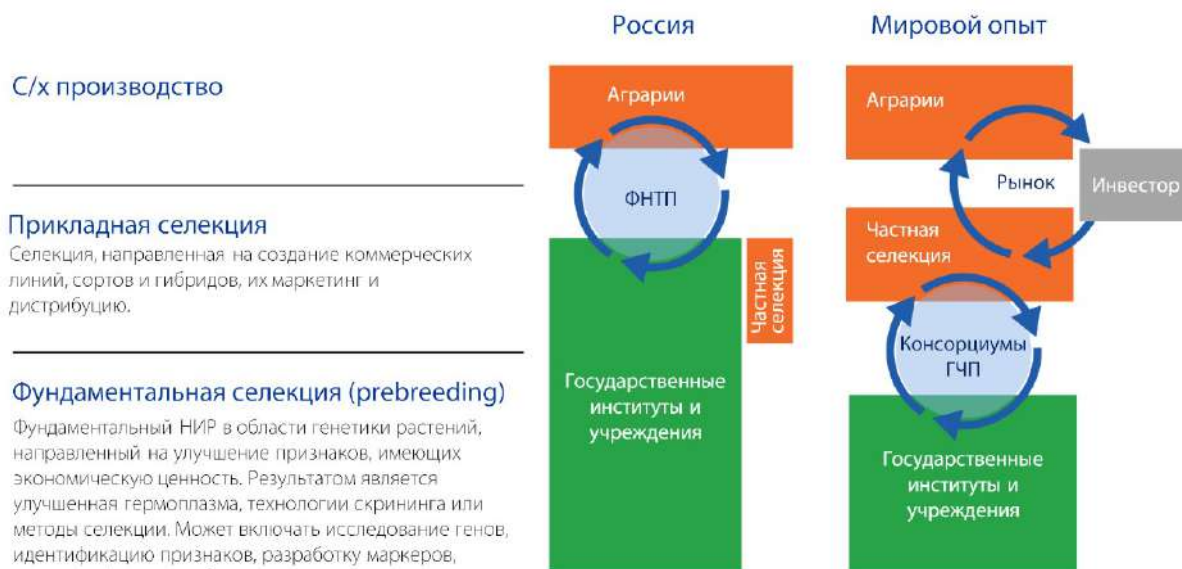 Россия
Мировой опыт
С/х производство
Прикладная селекция
Селекция, направленная на создание коммерческих
линий, сортов и гибридов, их маркетинг и
дистрибуцию.
Фундаментальная селекция (prebreeding)
Фундаментальный НИР в области генетики растений,
направленный на улучшение признаков, имеющих
экономическую ценность. Результатом является
улучшенная гермоплазма, технологии скрининга или
методы селекции. Может включать исследование генов,
идентификацию признаков, разработку маркеров,
Аграрии
ФНТП
Частная
селекция
Государственные
институты и
учреждения
Аграрии
Рынок
Инвестор
Частная
селекция
Консорциумы
ГЧП
Государственные
институты и
учреждения